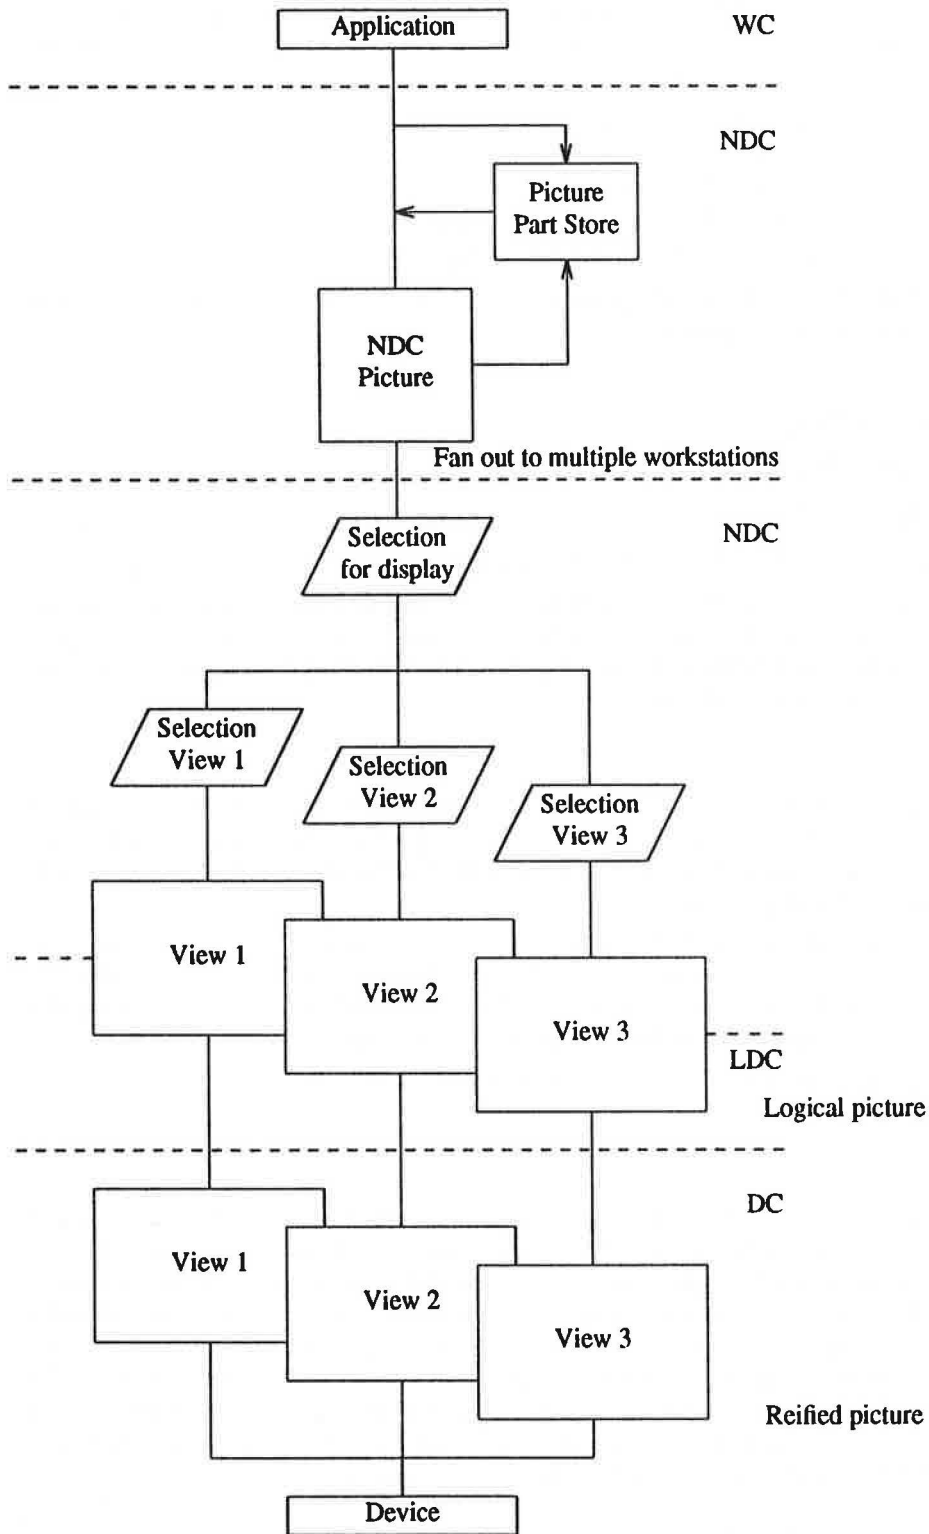 Application
WC
NDC
Picture
Part Store
NDC
Picture
Fan out to multiple workstations
Selection
for display
NDC
Selection
View 1
Selection
View 2
Selection
View 3
View 1
View 2
View 3
LDC
Logical picture
DC
View 1
View 2
View 3
Reified picture
Device